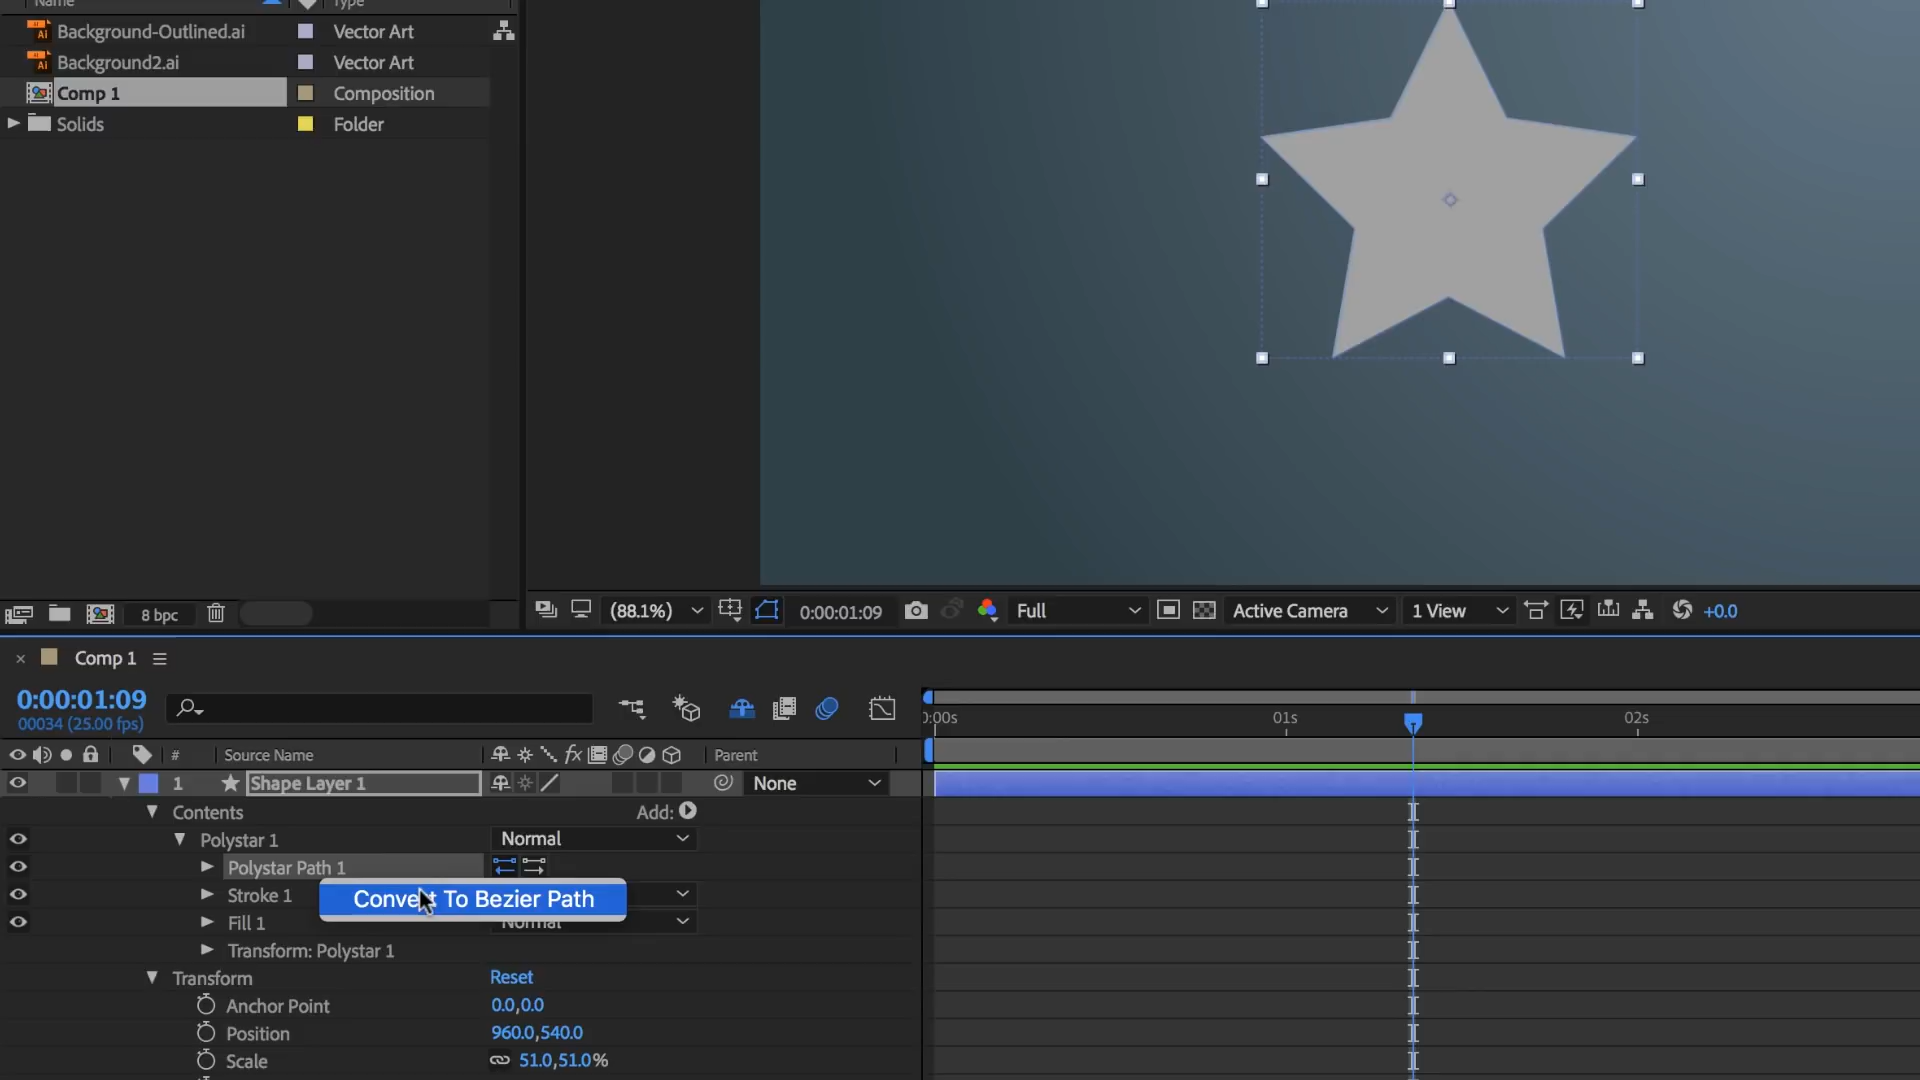 Name Type
Background-Outlined.ai Vector Art
Background2.ai Vector Art
Comp 1 Composition
Solids Folder
8 bpc
(88.1%) 0:00:01:09 Full Active Camera 1 View +0.0
Comp 1
0:00:01:09
00034 (25.00 fps)
0:00s 01s 02s
# Source Name fx Parent
1 Shape Layer 1 None
Contents Add:
Polystar 1 Normal
Polystar Path 1
Stroke 1
Convert To Bezier Path
Fill 1 Normal
Transform: Polystar 1
Transform Reset
Anchor Point 0.0,0.0
Position 960.0,540.0
Scale 51.0,51.0%